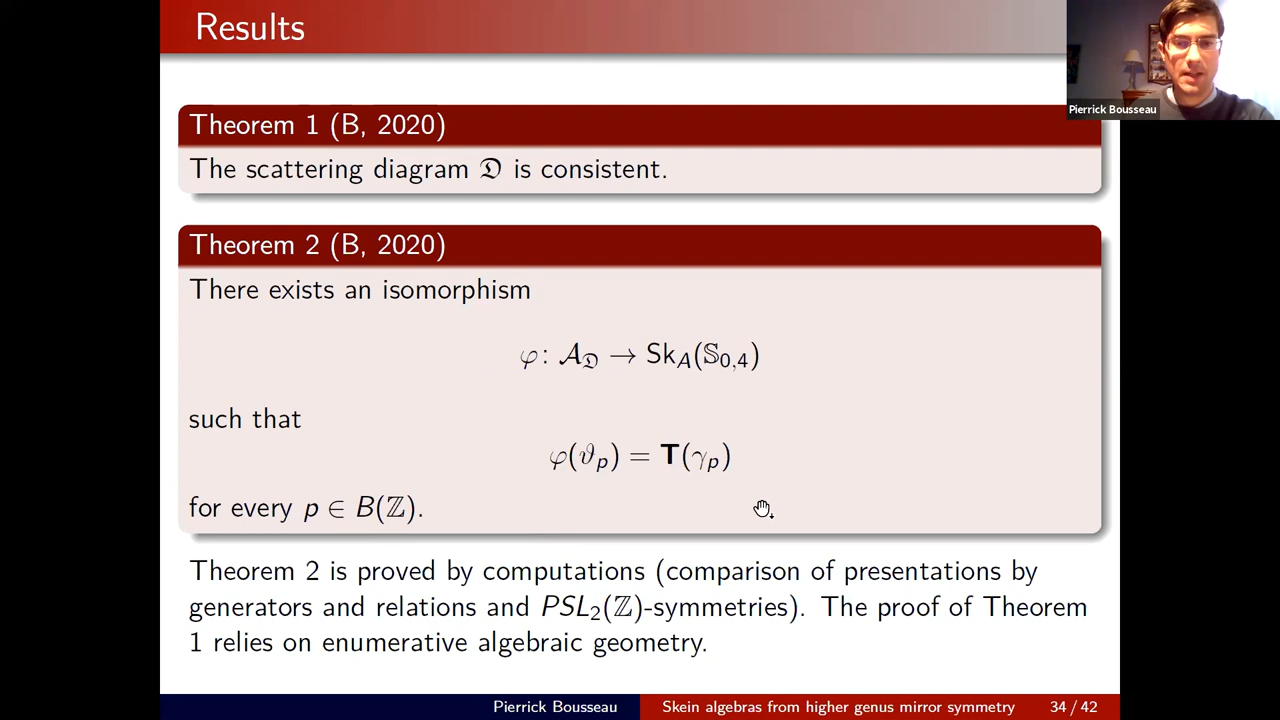 Results
Pierrick Bousseau
Theorem 1 (B, 2020)
The scattering diagram 𝔇 is consistent.
Theorem 2 (B, 2020)
There exists an isomorphism
φ: 𝒜_𝔇 → Sk_A(𝕊_{0,4})
such that
φ(ϑ_p) = T(γ_p)
for every p ∈ B(ℤ).
Theorem 2 is proved by computations (comparison of presentations by
generators and relations and PSL₂(ℤ)-symmetries). The proof of Theorem
1 relies on enumerative algebraic geometry.
Pierrick Bousseau Skein algebras from higher genus mirror symmetry 34 / 42